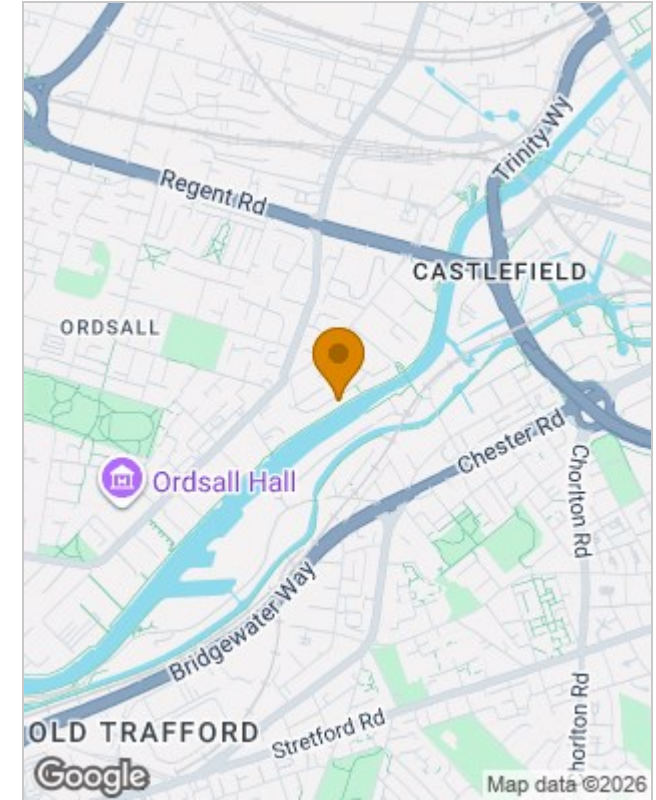 Trinity Wy
Regent Rd
CASTLEFIELD
ORDSALL
Chester Rd
Ordsall Hall
Chorlton Rd
Bridgewater Way
Stretford Rd
horlton Rd
OLD TRAFFORD
Google
Map data ©2026